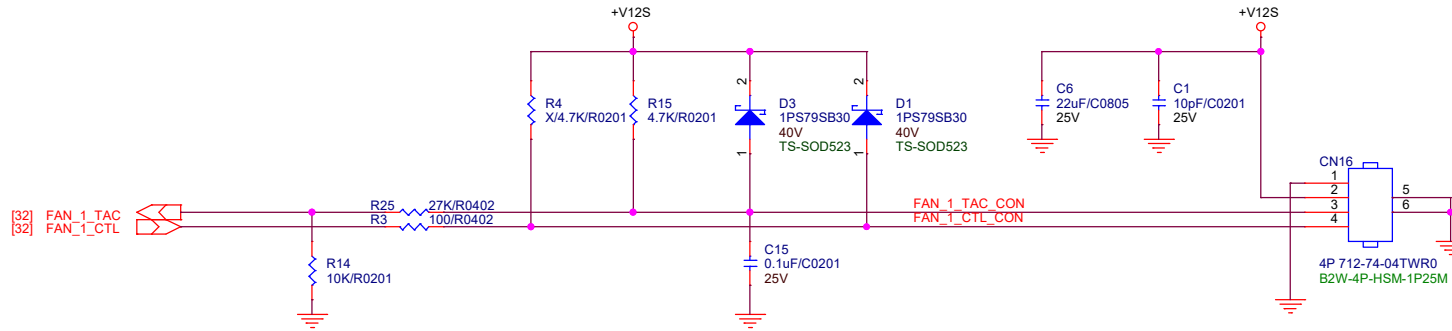 +V12S
+V12S
R4
X/4.7K/R0201
R15
4.7K/R0201
2
D3
1PS79SB30
40V
TS-SOD523
1
2
D1
1PS79SB30
40V
TS-SOD523
1
C6
22uF/C0805
25V
C1
10pF/C0201
25V
CN16
1
2
3
4
5
6
4P 712-74-04TWR0
B2W-4P-HSM-1P25M
[32] FAN_1_TAC
[32] FAN_1_CTL
R25 27K/R0402
R3 100/R0402
FAN_1_TAC_CON
FAN_1_CTL_CON
R14
10K/R0201
C15
0.1uF/C0201
25V